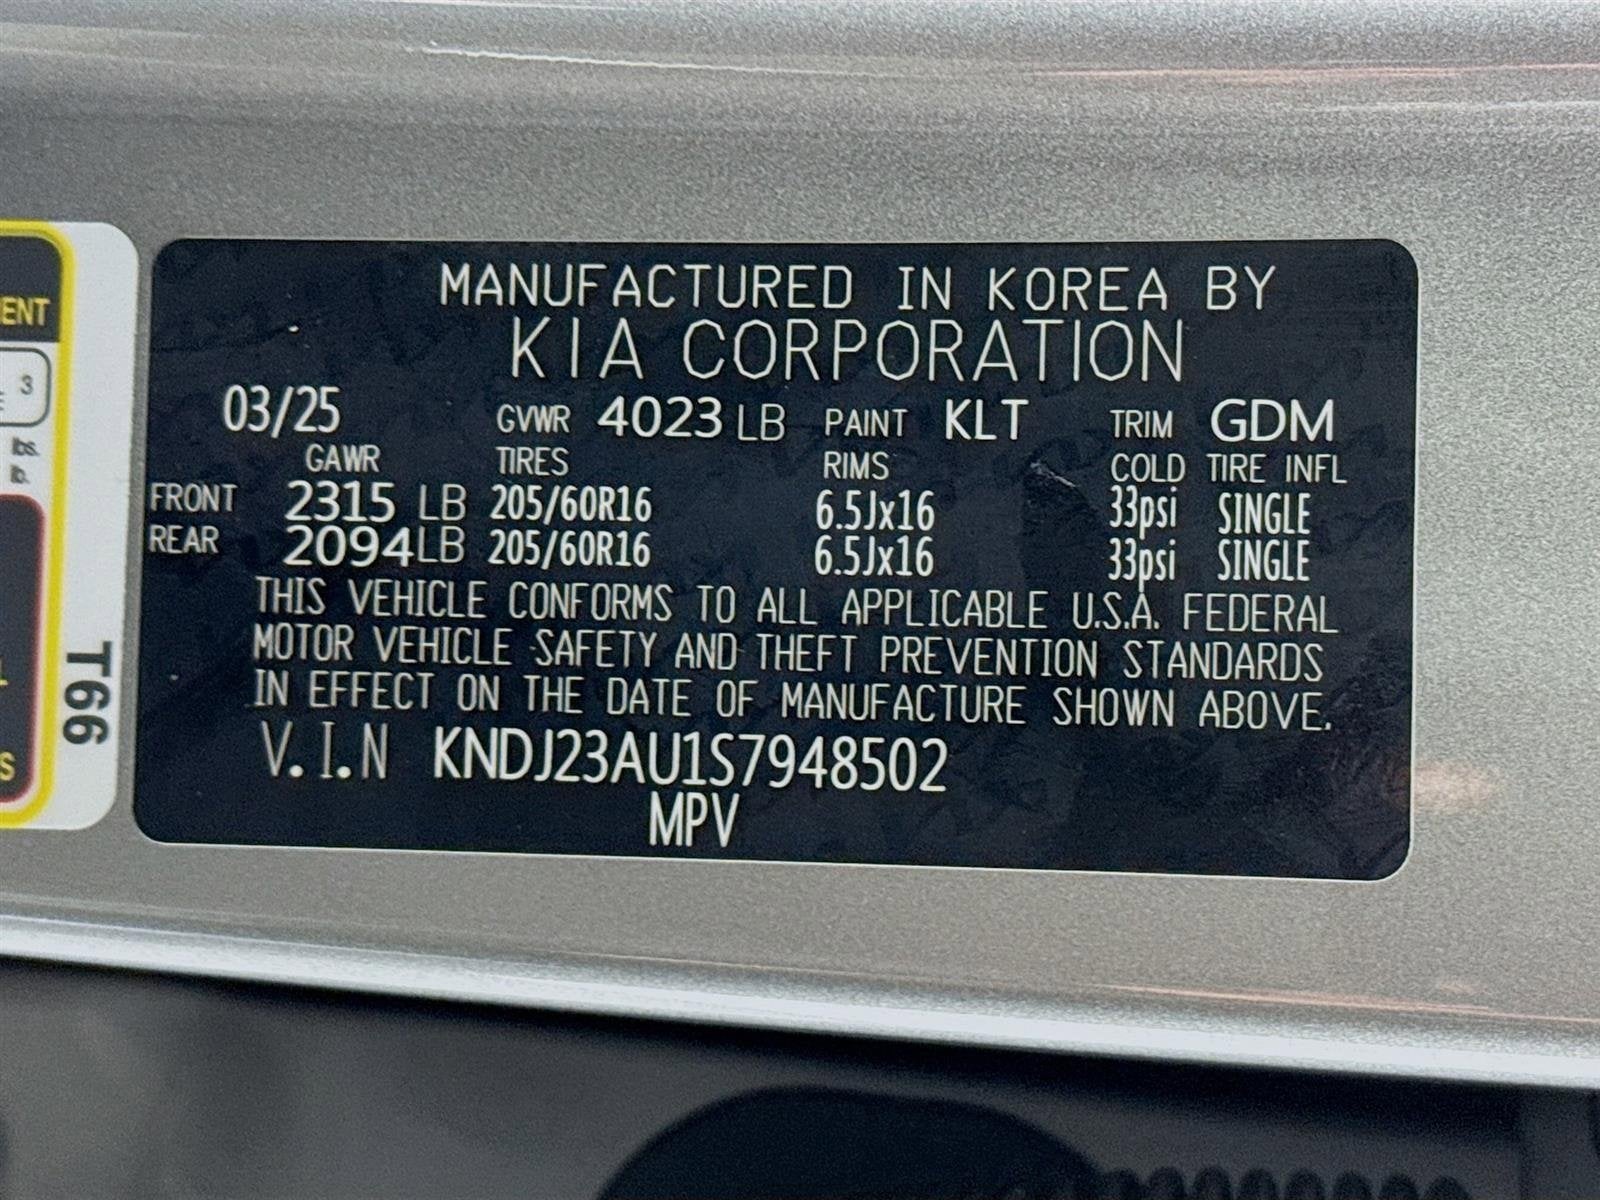 MANUFACTURED IN KOREA BY
KIA CORPORATION
03/25 GVWR 4023 LB PAINT KLT TRIM GDM
GAWR TIRES RIMS COLD TIRE INFL
FRONT 2315 LB 205/60R16 6.5Jx16 33psi SINGLE
REAR 2094LB 205/60R16 6.5Jx16 33psi SINGLE
THIS VEHICLE CONFORMS TO ALL APPLICABLE U.S.A. FEDERAL
MOTOR VEHICLE SAFETY AND THEFT PREVENTION STANDARDS
IN EFFECT ON THE DATE OF MANUFACTURE SHOWN ABOVE.
V.I.N KNDJ23AU1S7948502
MPV
3
lbs.
lb.
T66